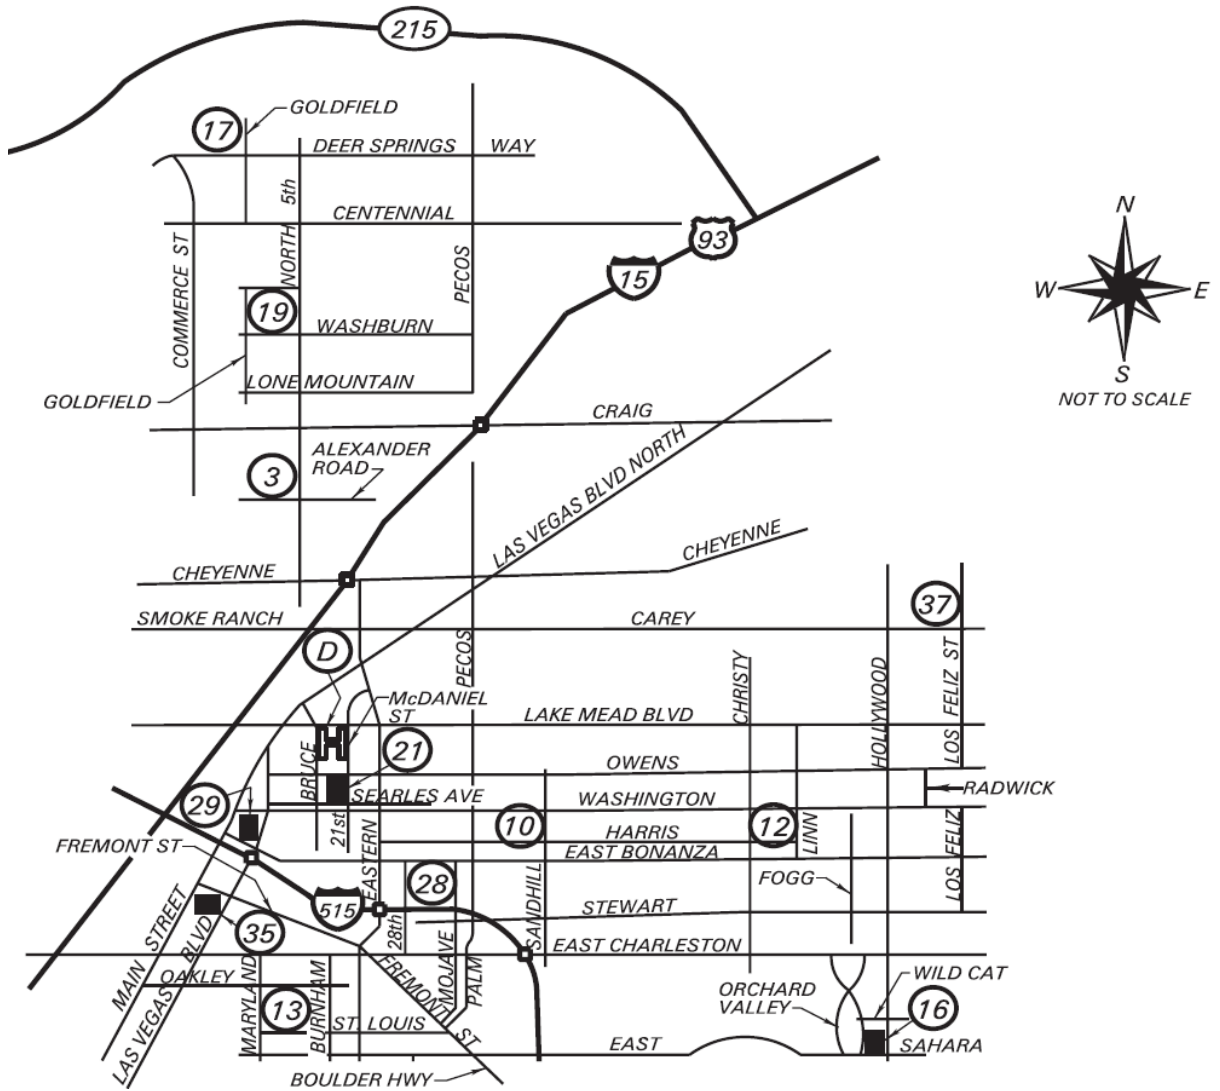 215
GOLDFIELD
17
DEER SPRINGS WAY
NORTH 5th
CENTENNIAL
93
15
COMMERCE ST
PECOS
N
W E
S
NOT TO SCALE
19
WASHBURN
LONE MOUNTAIN
GOLDFIELD
CRAIG
ALEXANDER
ROAD
3
LAS VEGAS BLVD NORTH
CHEYENNE
CHEYENNE
SMOKE RANCH
CAREY
37
D
PECOS
CHRISTY
HOLLYWOOD
LOS FELIZ ST
McDANIEL
ST
LAKE MEAD BLVD
21
BRUCE
OWENS
RADWICK
SEARLES AVE
WASHINGTON
29
21st
10
HARRIS
12
LINN
EAST BONANZA
FREMONT ST
EASTERN
28
FOGG
LOS FELIZ
515
SANDHILL
STEWART
35
28th
MOJAVE
PALM
EAST CHARLESTON
MAIN STREET
LAS VEGAS BLVD
OAKLEY
MARYLAND
BURNHAM
FREMONT ST
13
ST. LOUIS
ORCHARD
VALLEY
WILD CAT
16
EAST SAHARA
BOULDER HWY